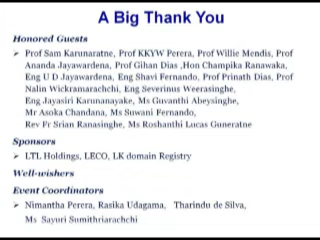 A Big Thank You
Honored Guests
➢ Prof Sam Karunaratne, Prof KKYW Perera, Prof Willie Mendis, Prof
Ananda Jayawardena, Prof Gihan Dias ,Hon Champika Ranawaka,
Eng U D Jayawardena, Eng Shavi Fernando, Prof Prinath Dias, Prof
Nalin Wickramarachchi, Eng Severinus Weerasinghe,
Eng Jayasiri Karunanayake, Ms Guvanthi Abeysinghe,
Mr Asoka Chandana, Ms Suwani Fernando,
Rev Fr Srian Ranasinghe, Ms Roshanthi Lucas Guneratne
Sponsors
➢ LTL Holdings, LECO, LK domain Registry
Well-wishers
Event Coordinators
➢ Nimantha Perera, Rasika Udagama, Tharindu de Silva,
Ms Sayuri Sumithriarachchi